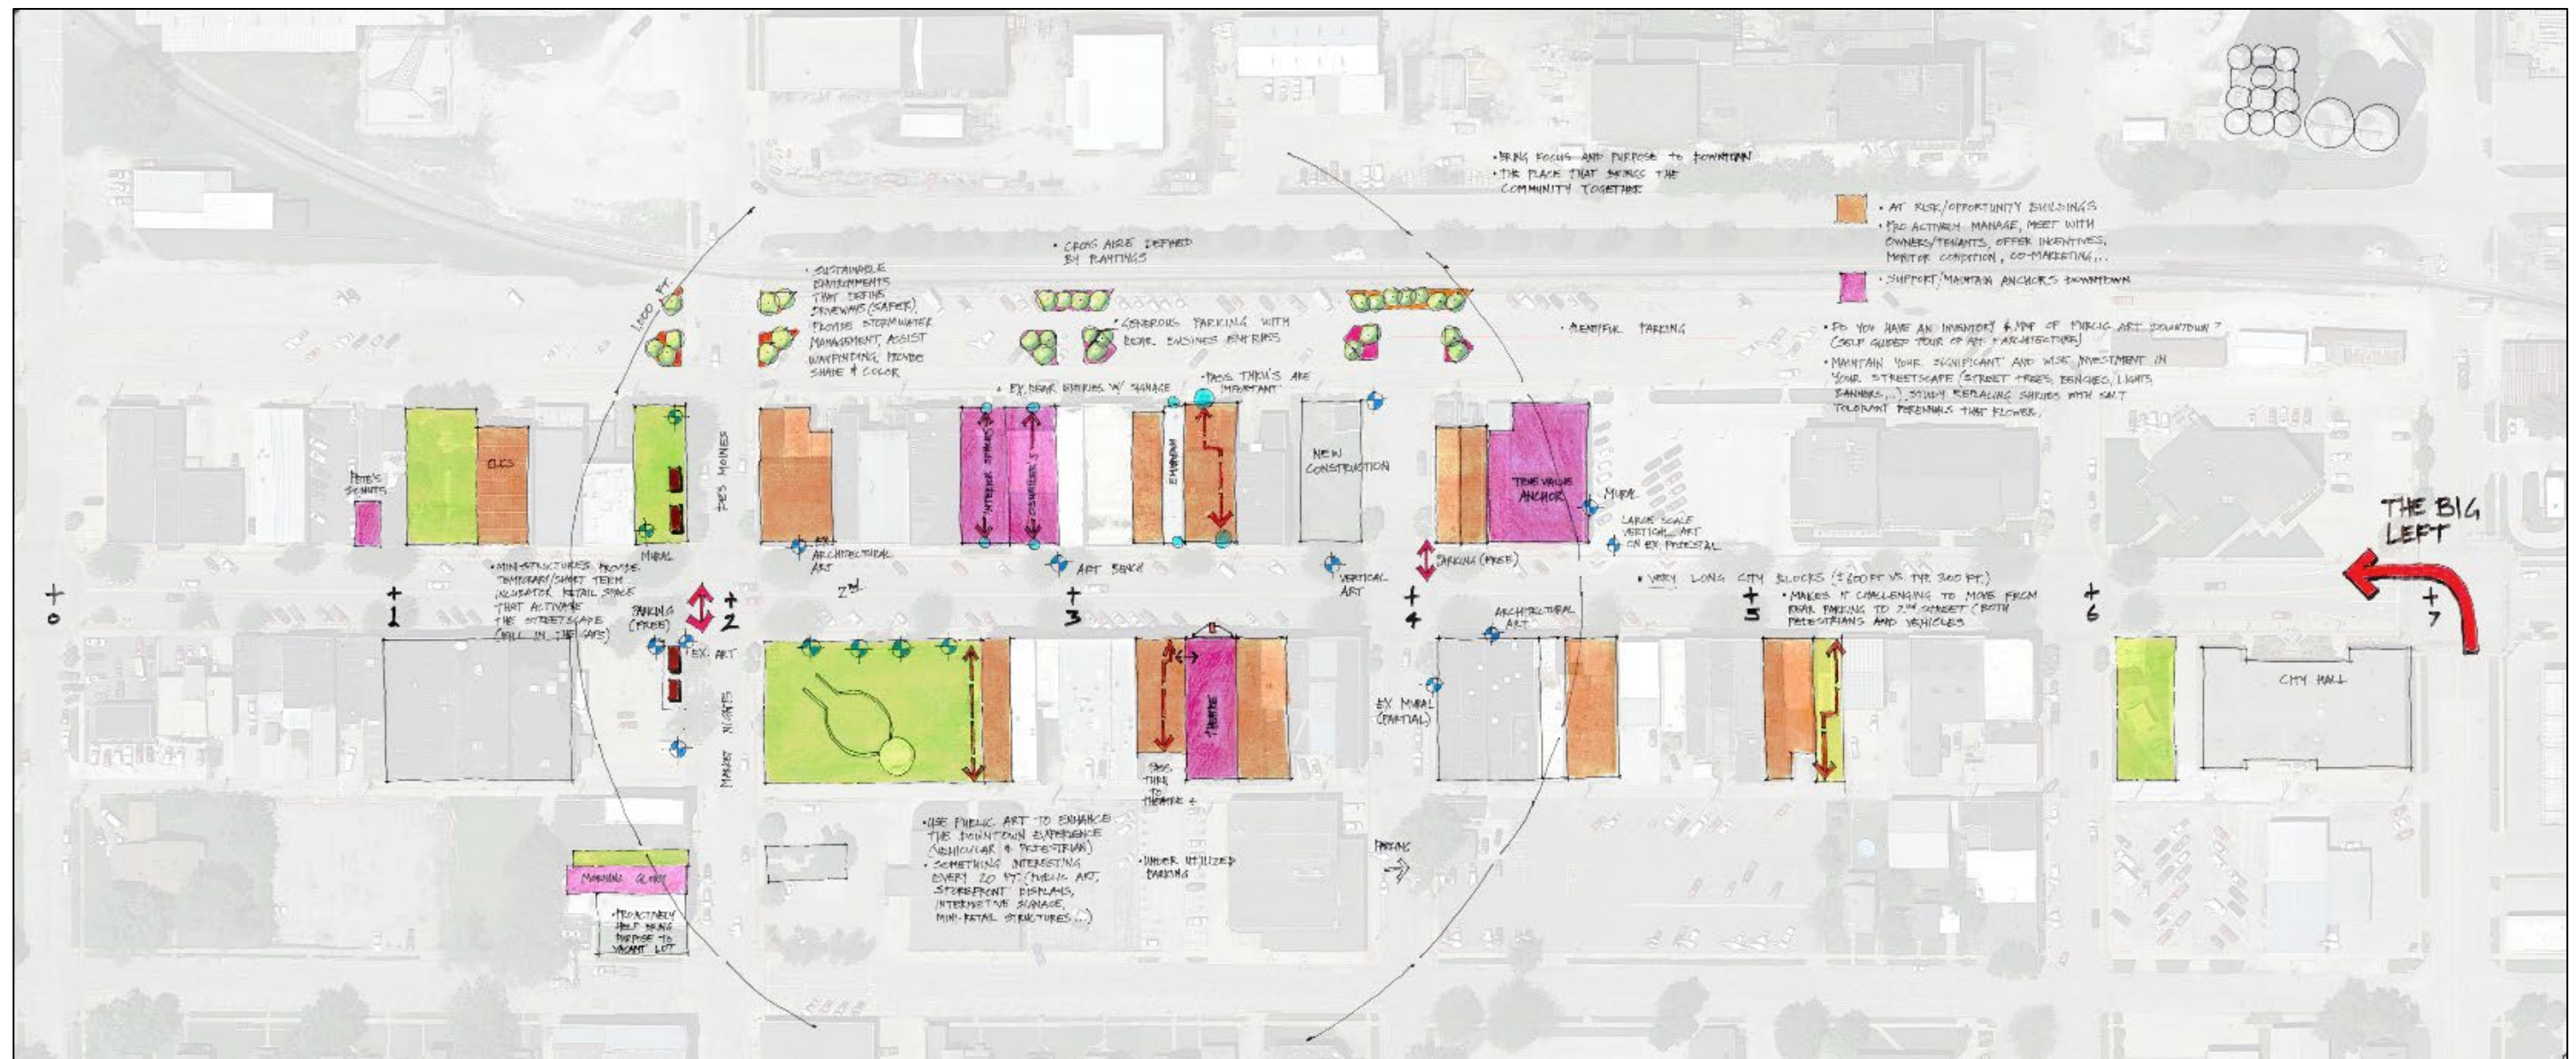 • BRING FOCUS AND PURPOSE TO DOWNTOWN
• THE PLACE THAT BRINGS THE
COMMUNITY TOGETHER
• AT RISK/OPPORTUNITY BUILDINGS
• PRO ACTIVELY MANAGE, MEET WITH
OWNERS/TENANTS, OFFER INCENTIVES,
MONITOR CONDITION, CO-MARKETING,..
• SUPPORT/MAINTAIN ANCHORS DOWNTOWN
• CROSS AXIS DEFINED
BY PLANTINGS
• SUSTAINABLE
ENVIRONMENTS
THAT DEFINE
DRIVEWAYS (SAFER),
PROVIDE STORMWATER
MANAGEMENT, ASSIST
WAYFINDING, PROVIDE
SHADE & COLOR
1,500 FT.
• GENEROUS PARKING WITH
REAR BUSINESS ENTRIES
• PLENTIFUL PARKING
• DO YOU HAVE AN INVENTORY & MAP OF PUBLIC ART DOWNTOWN?
(SELF GUIDED TOUR OF ART & ARCHITECTURE)
• MAINTAIN YOUR SIGNIFICANT AND WISE INVESTMENT IN
YOUR STREETSCAPE (STREET TREES, BENCHES, LIGHTS,
BANNERS,...) STUDY REPLACING SHRUBS WITH SALT
TOLERANT PERENNIALS THAT FLOWER.
• EX. REAR ENTRIES W/ SIGNAGE
• PASS THRU'S ARE
IMPORTANT
PETE'S
DONUTS
DES MOINES
INTERIOR SPACES
NEW
CONSTRUCTION
TRUE VALUE
ANCHOR
MURAL
LARGE SCALE
VERTICAL ART
ON EX. PEDESTAL
THE BIG
LEFT
MURAL
EX.
ARCHITECTURAL
ART
ART BENCH
VERTICAL
ART
PARKING (FREE)
• MINI-STRUCTURES PROVIDE
TEMPORARY/SHORT TERM
INCUBATOR RETAIL SPACE
THAT ACTIVATE
THE STREETSCAPE
(FILL IN THE GAPS)
PARKING
(FREE)
2nd
• VERY LONG CITY BLOCKS (±600 FT VS. TYP. 300 FT.)
• MAKES IT CHALLENGING TO MOVE FROM
REAR PARKING TO 2nd STREET (BOTH
PEDESTRIANS AND VEHICLES
+ 0
+ 1
+ 2
+ 3
+ 4
+ 5
+ 6
+ 7
ARCHITECTURAL
ART
EX. ART
MARKET NIGHTS
THEATRE
PASS
THRU
TO
THEATRE
EX MURAL
(PARTIAL)
CITY HALL
• USE PUBLIC ART TO ENHANCE
THE DOWNTOWN EXPERIENCE
(VEHICULAR & PEDESTRIAN)
• SOMETHING INTERESTING
EVERY 20 FT. (PUBLIC ART,
STOREFRONT DISPLAYS,
INTERPRETIVE SIGNAGE,
MINI-RETAIL STRUCTURES...)
• UNDER UTILIZED
PARKING
PARKING
MORNING GLORY
• PROACTIVELY
HELP BRING
PURPOSE TO
VACANT LOT